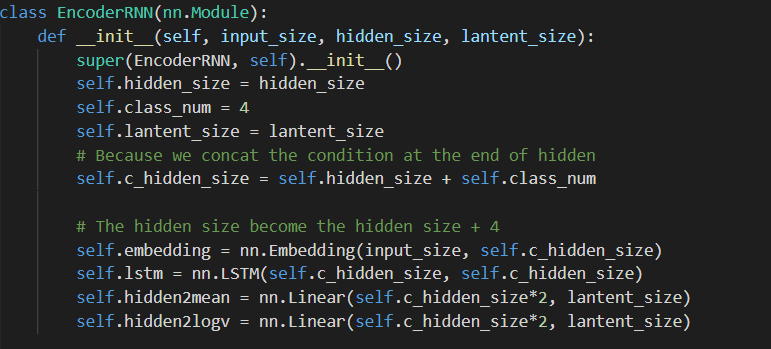 class EncoderRNN(nn.Module):
    def __init__(self, input_size, hidden_size, lantent_size):
        super(EncoderRNN, self).__init__()
        self.hidden_size = hidden_size
        self.class_num = 4
        self.lantent_size = lantent_size
        # Because we concat the condition at the end of hidden
        self.c_hidden_size = self.hidden_size + self.class_num

        # The hidden size become the hidden size + 4
        self.embedding = nn.Embedding(input_size, self.c_hidden_size)
        self.lstm = nn.LSTM(self.c_hidden_size, self.c_hidden_size)
        self.hidden2mean = nn.Linear(self.c_hidden_size*2, lantent_size)
        self.hidden2logv = nn.Linear(self.c_hidden_size*2, lantent_size)